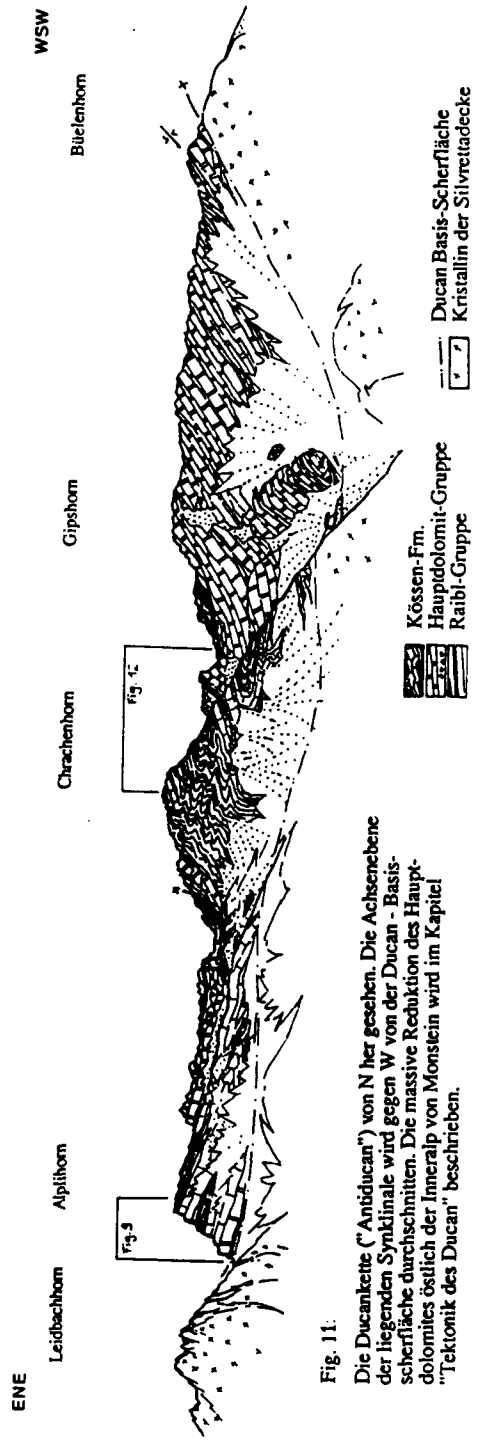 ENE
WSW
Leidbachhorn
Alplihorn
Chrachenhorn
Gipshorn
Büelenhorn
Fig.9
Fig. 12
Kössen-Fm.
Hauptdolomit-Gruppe
Raibl-Gruppe
Ducan Basis-Scherfläche
Kristallin der Silvrettadecke
Fig. 11:
Die Ducankette ("Antiducan") von N her gesehen. Die Achsenebene
der liegenden Synklinale wird gegen W von der Ducan - Basis-
scherfläche durchschnitten. Die massive Reduktion des Haupt-
dolomites östlich der Inneralp von Monstein wird im Kapitel
"Tektonik des Ducan" beschrieben.